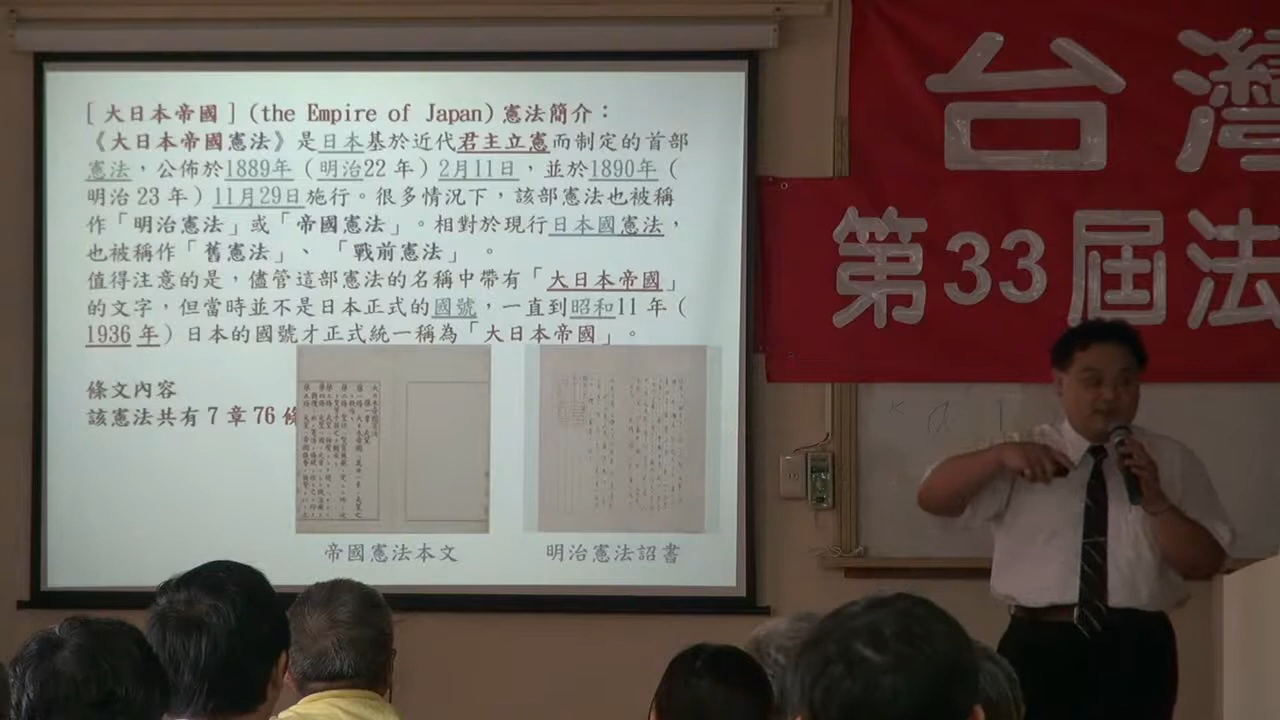 [大日本帝國](the Empire of Japan)憲法簡介：
《大日本帝國憲法》是日本基於近代君主立憲而制定的首部
憲法，公佈於1889年（明治22年）2月11日，並於1890年（
明治23年）11月29日施行。很多情況下，該部憲法也被稱
作「明治憲法」或「帝國憲法」。相對於現行日本國憲法，
也被稱作「舊憲法」、「戰前憲法」。
值得注意的是，儘管這部憲法的名稱中帶有「大日本帝國」
的文字，但當時並不是日本正式的國號，一直到昭和11年（
1936年）日本的國號才正式統一稱為「大日本帝國」。
條文內容
該憲法共有7章76條
帝國憲法本文
明治憲法詔書
台灣
第33屆法